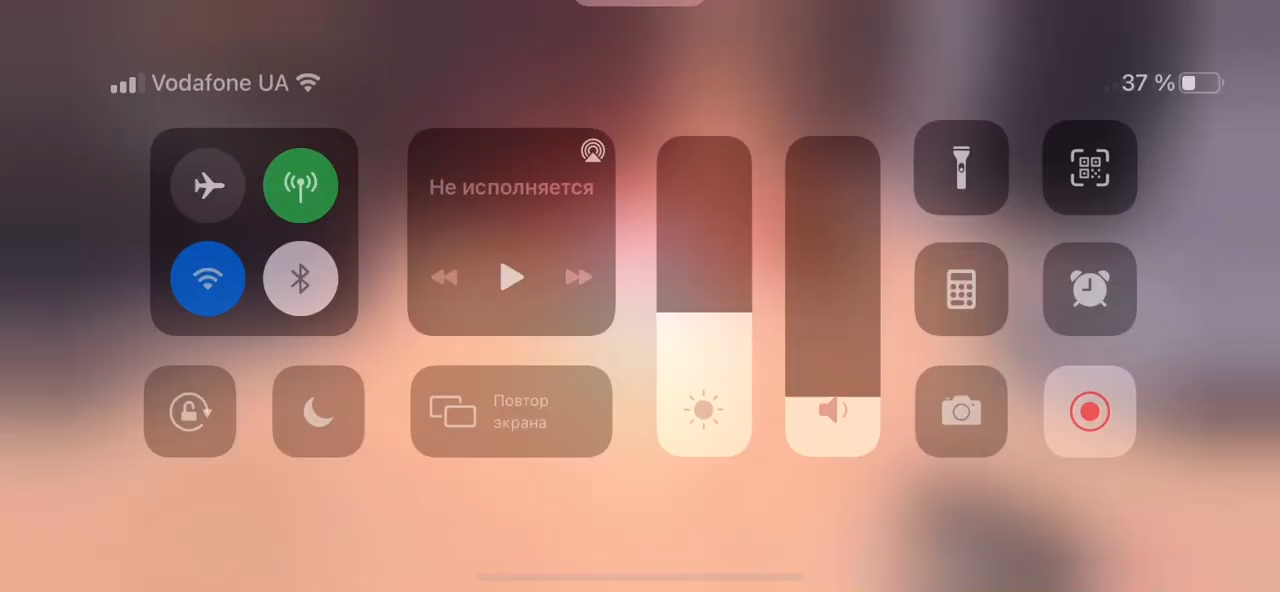 Vodafone UA
37 %
Не исполняется
Повтор
экрана